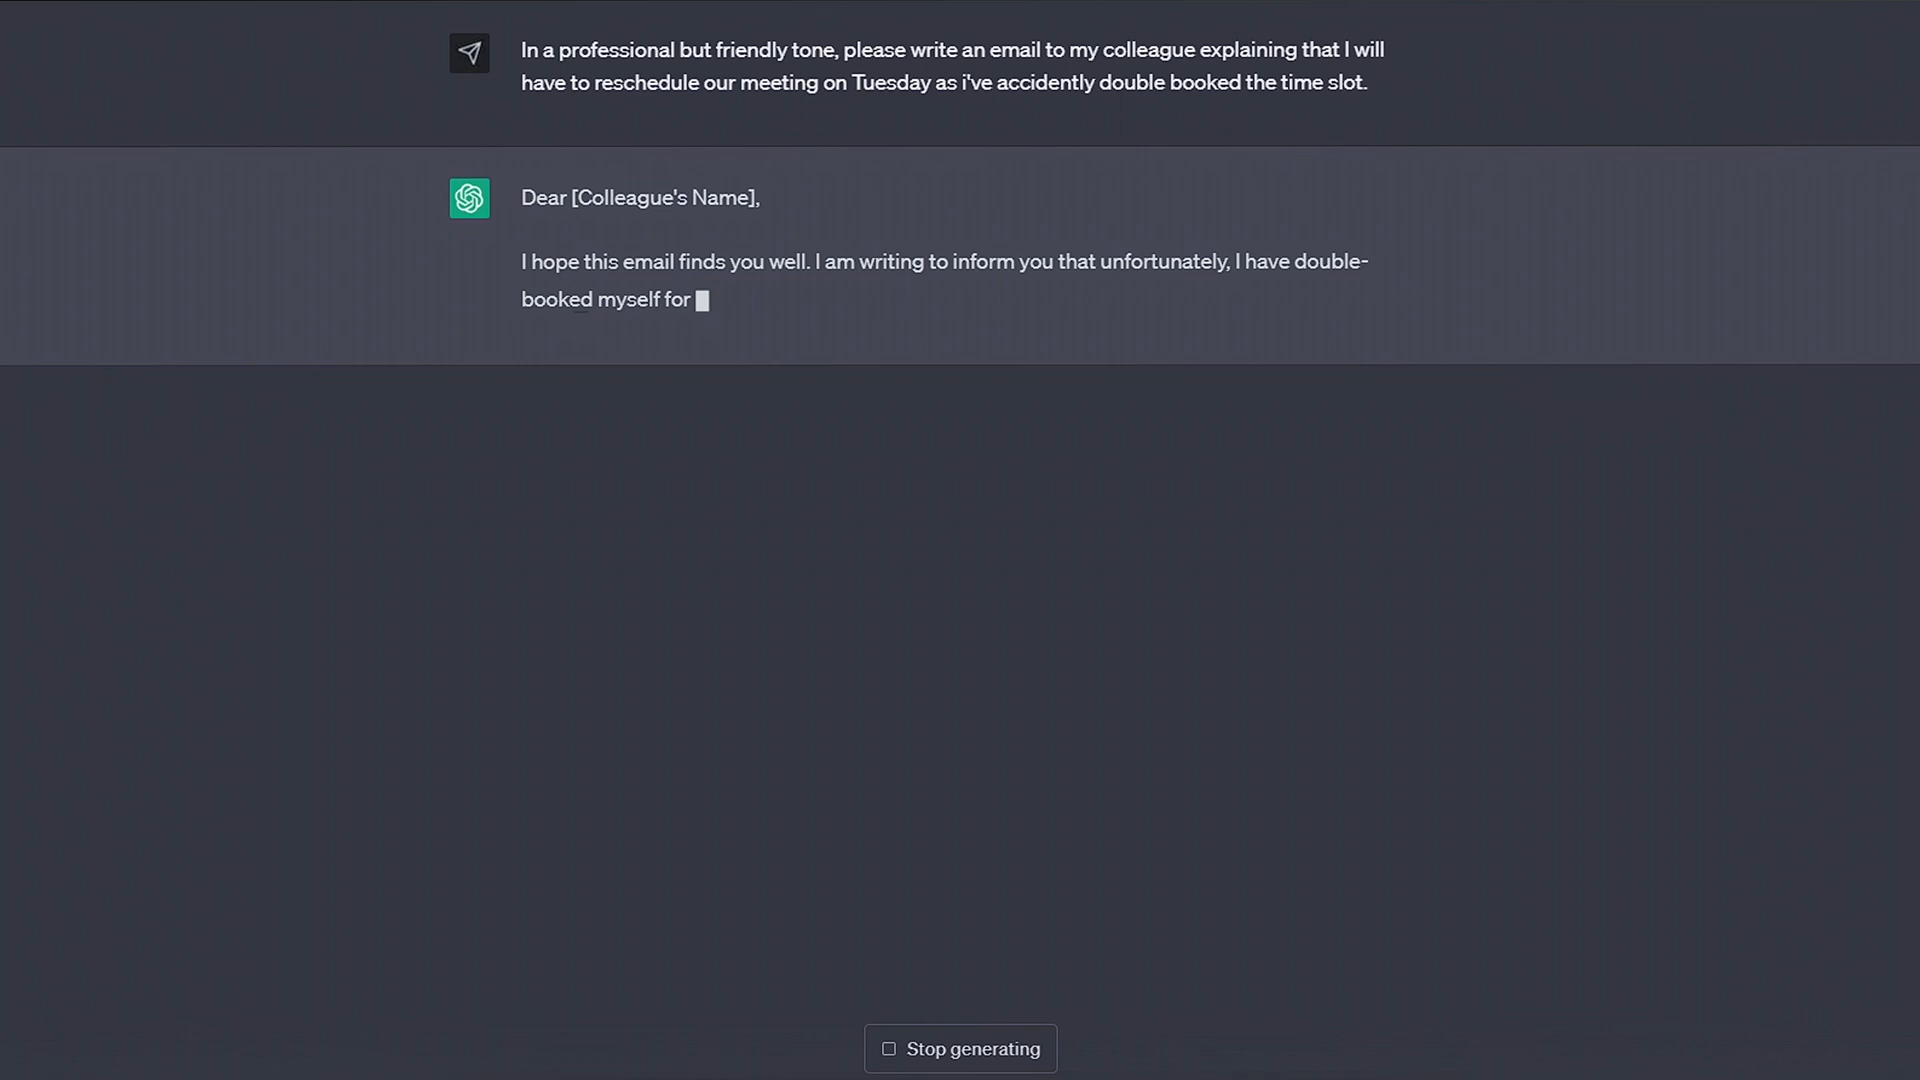 In a professional but friendly tone, please write an email to my colleague explaining that I will
have to reschedule our meeting on Tuesday as i've accidently double booked the time slot.
Dear [Colleague's Name],
I hope this email finds you well. I am writing to inform you that unfortunately, I have double-
booked myself for
Stop generating